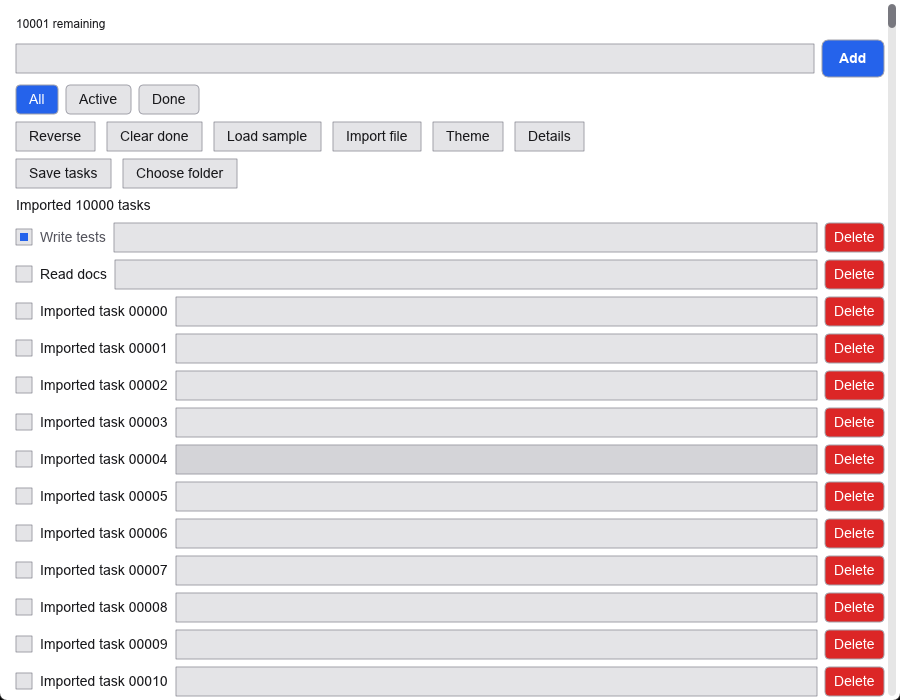 10001 remaining
Add
All Active Done
Reverse Clear done Load sample Import file Theme Details
Save tasks Choose folder
Imported 10000 tasks
Write tests Delete
Read docs Delete
Imported task 00000 Delete
Imported task 00001 Delete
Imported task 00002 Delete
Imported task 00003 Delete
Imported task 00004 Delete
Imported task 00005 Delete
Imported task 00006 Delete
Imported task 00007 Delete
Imported task 00008 Delete
Imported task 00009 Delete
Imported task 00010 Delete